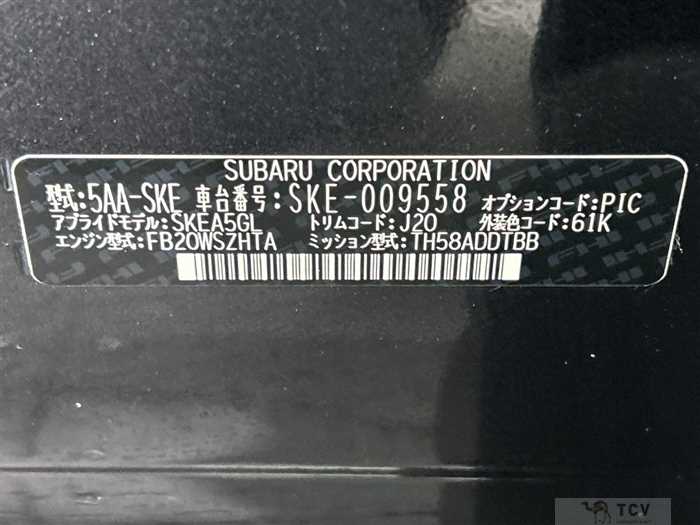 SUBARU CORPORATION
型式:5AA-SKE 車台番号:SKE-009558 オプションコード:PIC
アプライドモデル:SKEA5GL トリムコード:J20 外装色コード:61K
エンジン型式:FB20WSZHTA ミッション型式:TH58ADDTBB
TCV